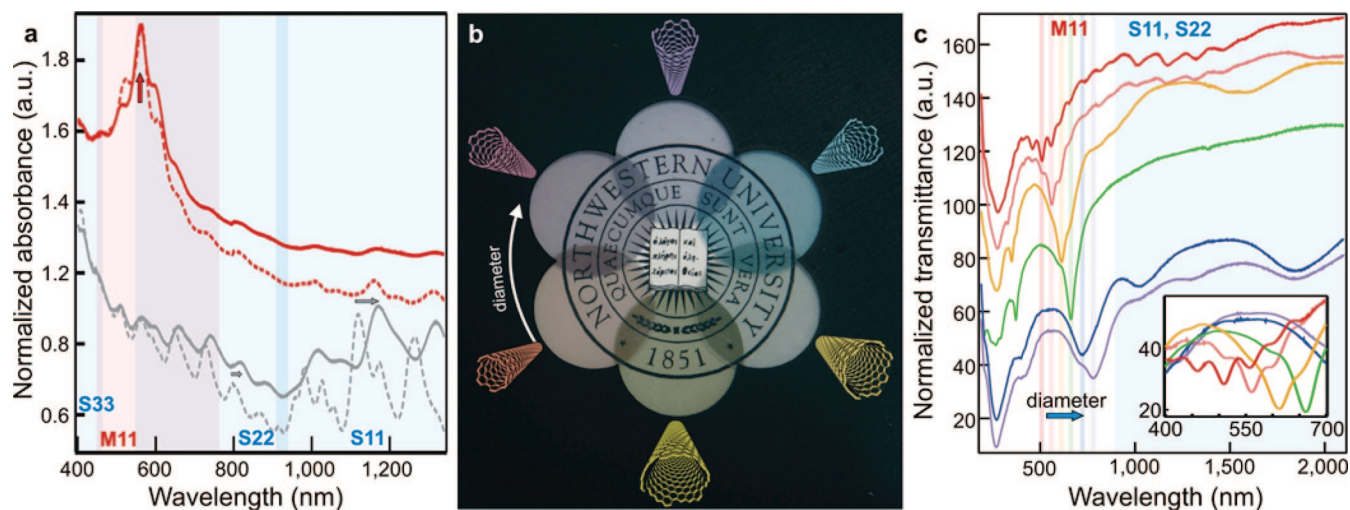 a
Normalized absorbance (a.u.)
1.8
1.6
1.4
1.2
1.0
0.8
0.6
S33
M11
S22
S11
400
600
800
1,000
1,200
Wavelength (nm)
b
diameter
NORTHWESTERN UNIVERSITY
QUAECUMQUE SUNT VERA
* 1851 *
c
Normalized transmittance (a.u.)
M11
S11, S22
160
140
120
100
80
60
40
20
diameter
40
20
400
550
700
500
1,000
1,500
2,000
Wavelength (nm)